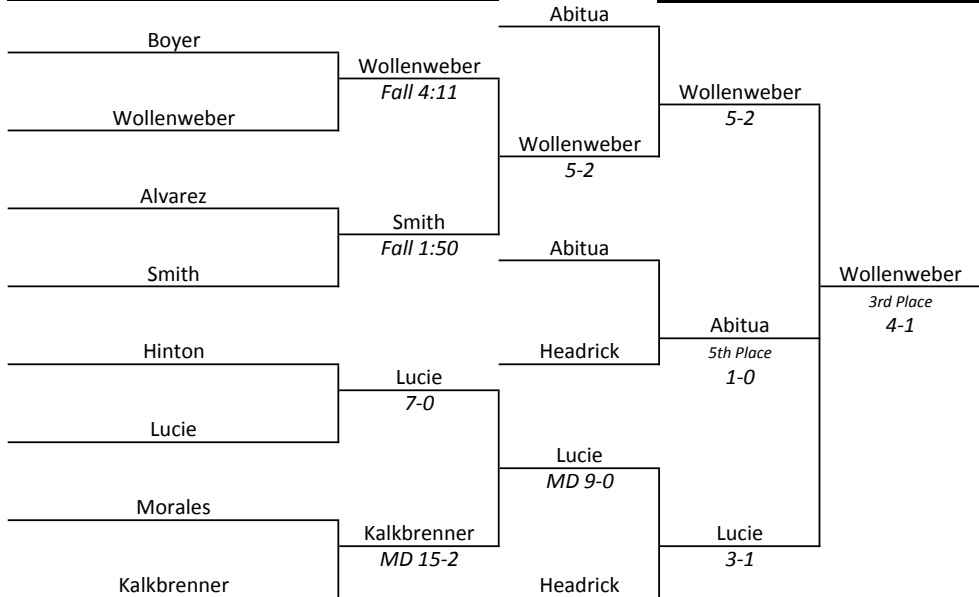 Abitua
Boyer
Wollenweber
Fall 4:11
Wollenweber
5-2
Wollenweber
Wollenweber
5-2
Alvarez
Smith
Fall 1:50
Abitua
Smith
Wollenweber
3rd Place
4-1
Abitua
5th Place
1-0
Hinton
Headrick
Lucie
7-0
Lucie
Lucie
MD 9-0
Morales
Kalkbrenner
MD 15-2
Lucie
3-1
Kalkbrenner
Headrick